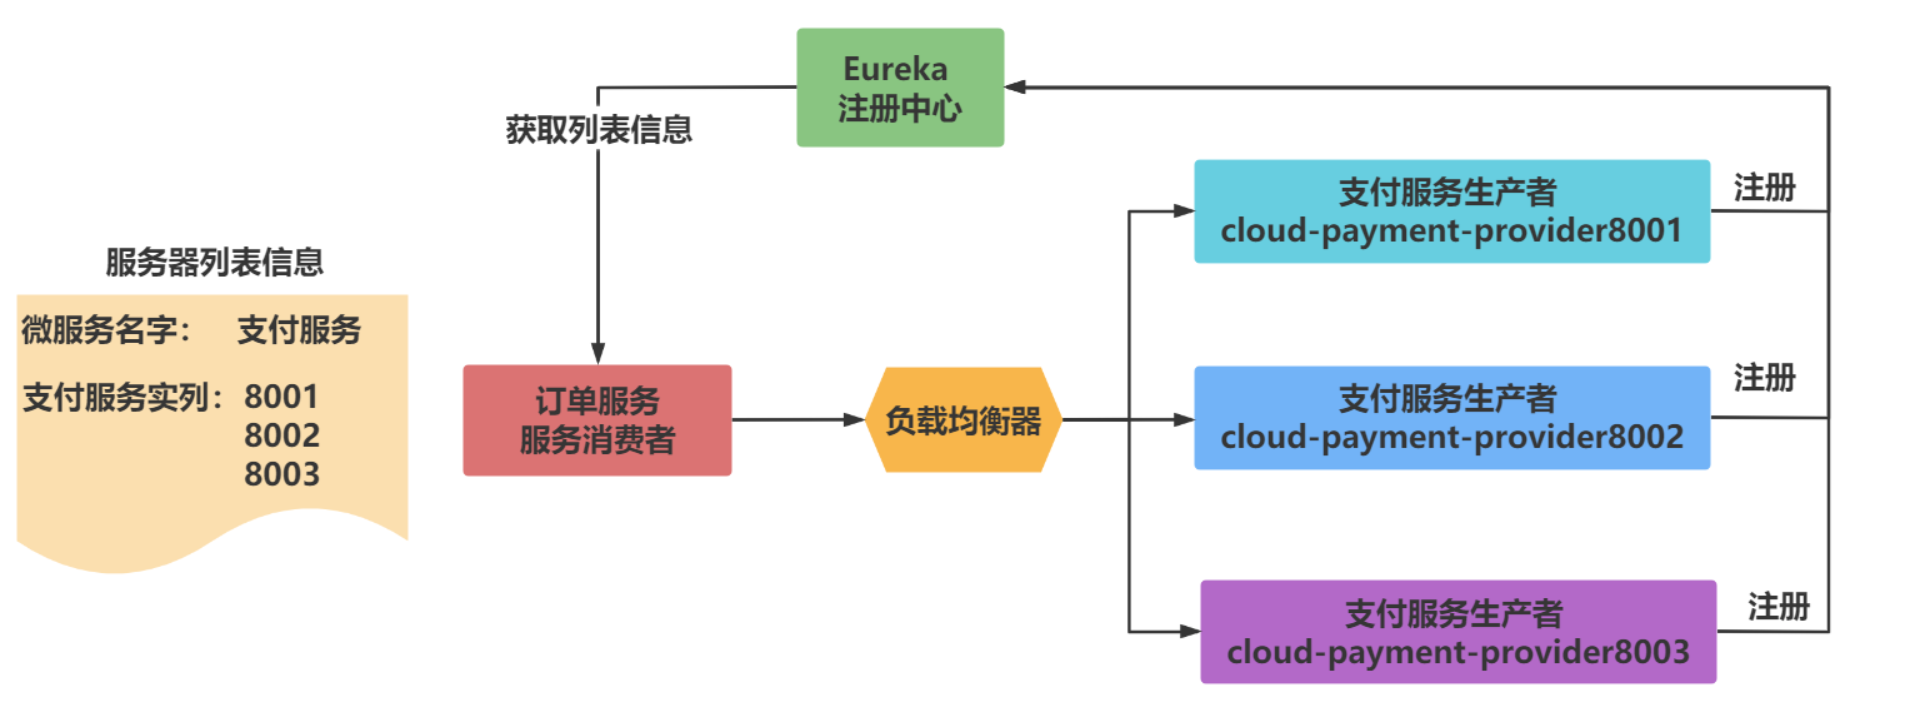 Eureka
注册中心
获取列表信息
支付服务生产者
cloud-payment-provider8001
注册
服务器列表信息
微服务名字： 支付服务
支付服务实列：8001
8002
8003
订单服务
服务消费者
负载均衡器
支付服务生产者
cloud-payment-provider8002
注册
支付服务生产者
cloud-payment-provider8003
注册